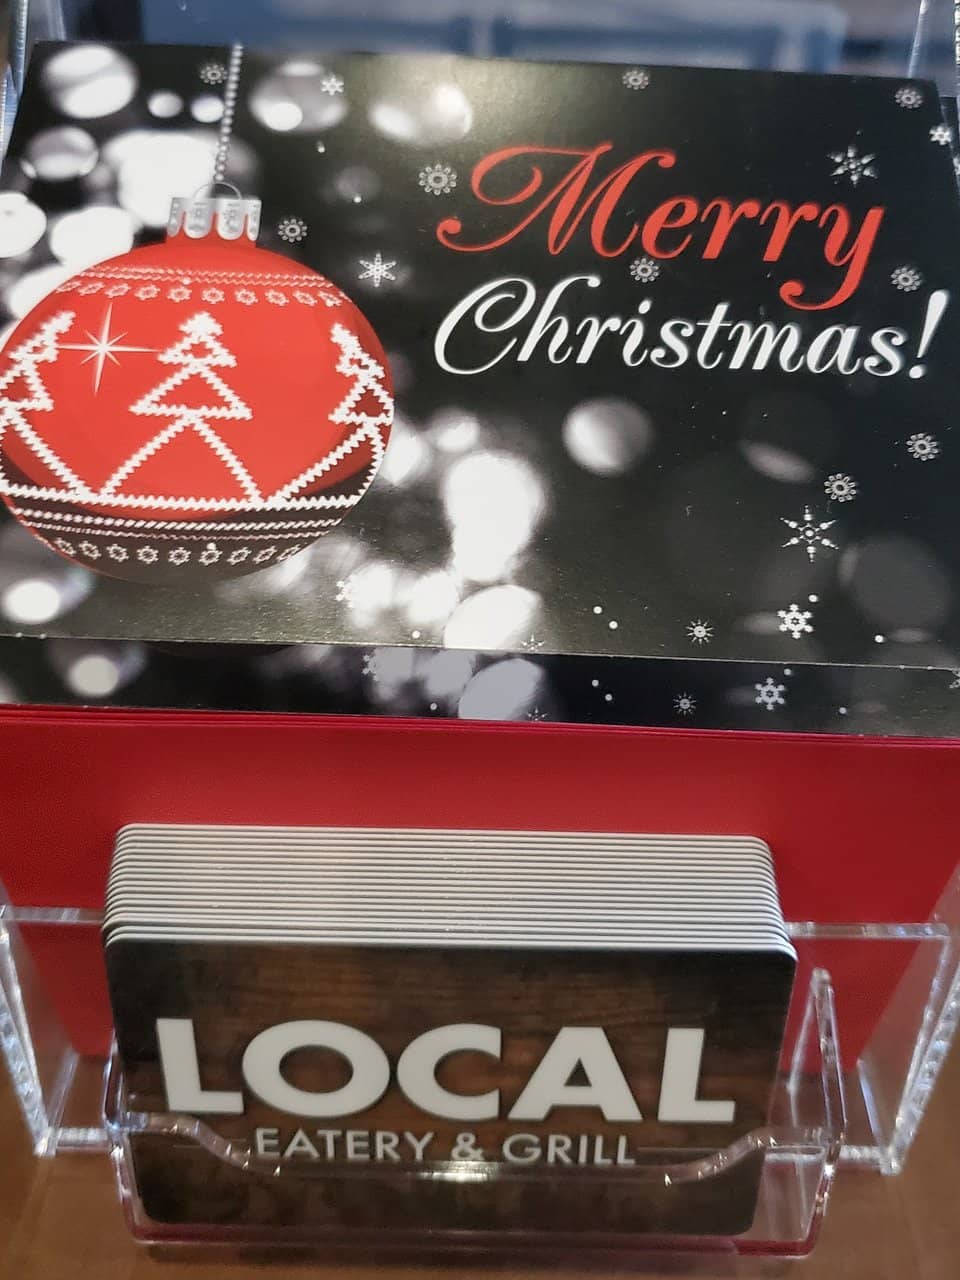 Merry
Christmas!
LOCAL
EATERY & GRILL